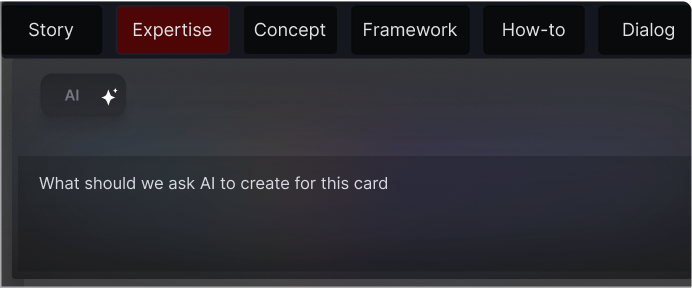 Story Expertise Concept Framework How-to Dialog
AI
What should we ask AI to create for this card